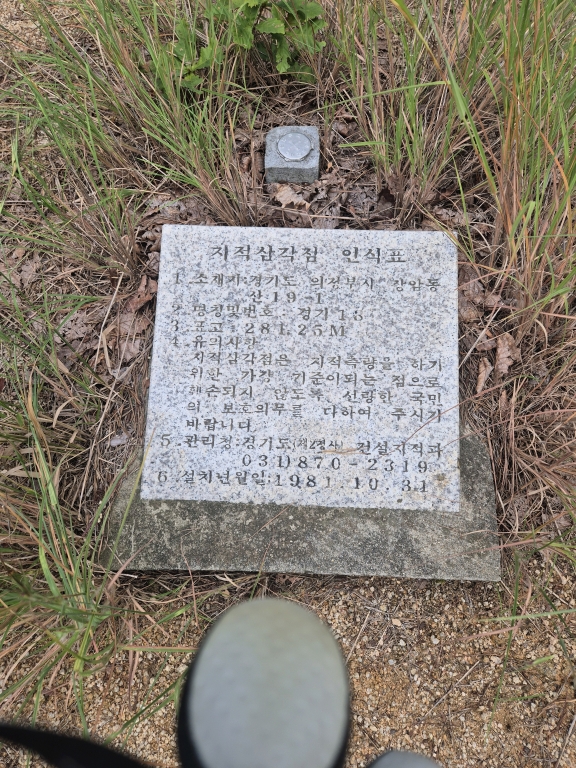 지적삼각점 인식표
1 소재지:경기도 의정부시 장암동
산19-1
2 명칭및번호: 경기18
3 표고: 281.25M
4 유의사항
지적삼각점은 지적측량을 하기
위한 가장 기준이되는 점으로
훼손되지 않도록 선량한 국민
의 보호의무를 다하여 주시기
바랍니다.
5.관리청:경기도(제2청사) 건설지적과
031)870-2319
6.설치년월일:1981.10.31